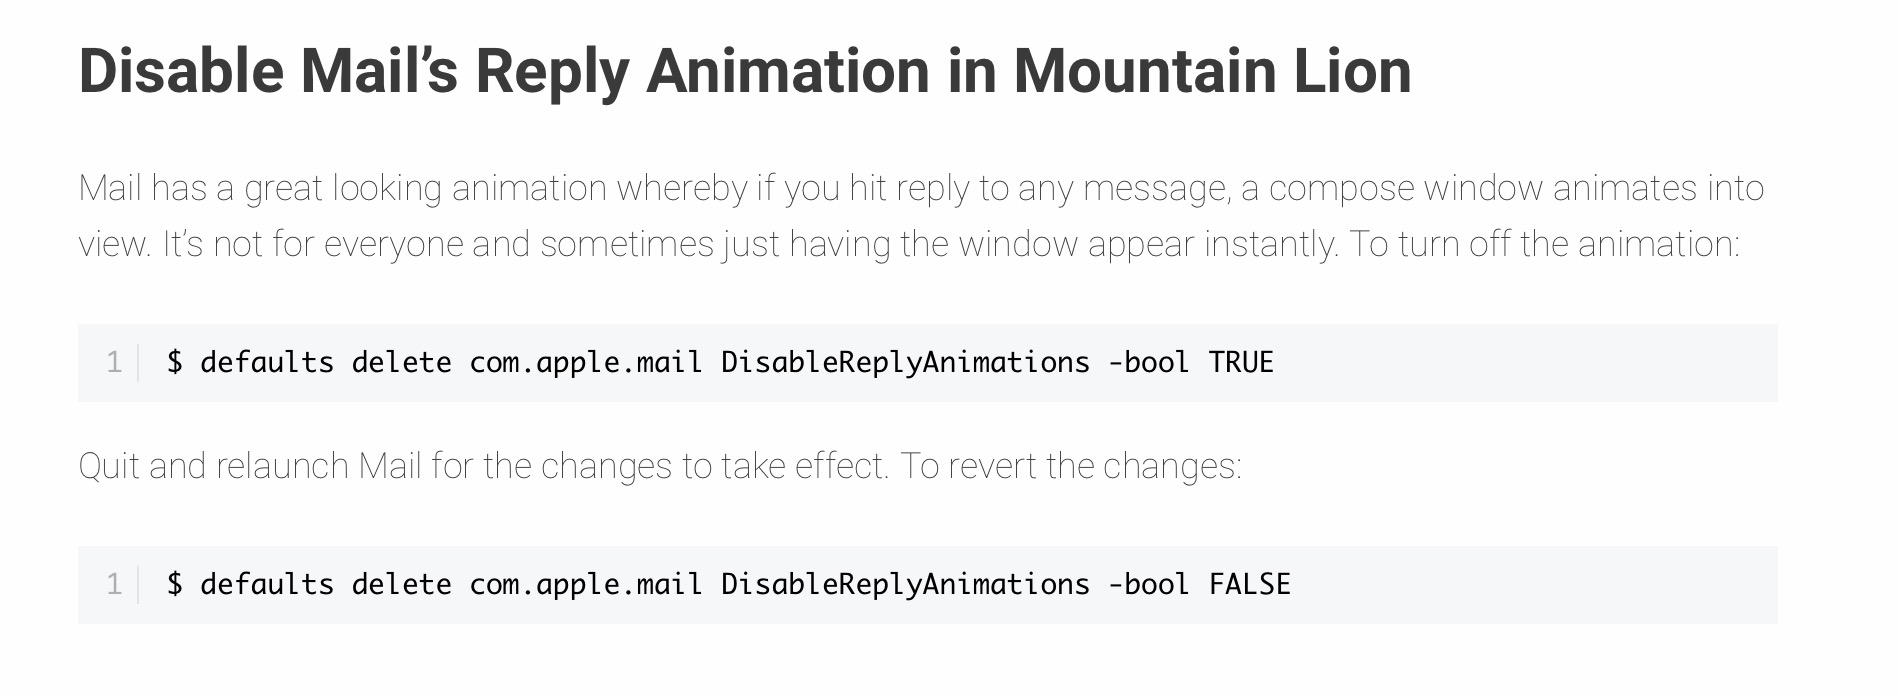 Disable Mail’s Reply Animation in Mountain Lion
Mail has a great looking animation whereby if you hit reply to any message, a compose window animates into
view. It’s not for everyone and sometimes just having the window appear instantly. To turn off the animation:
1 $ defaults delete com.apple.mail DisableReplyAnimations -bool TRUE
Quit and relaunch Mail for the changes to take effect. To revert the changes:
1 $ defaults delete com.apple.mail DisableReplyAnimations -bool FALSE